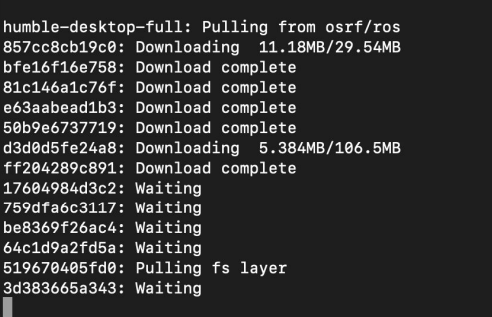 humble-desktop-full: Pulling from osrf/ros
857cc8cb19c0: Downloading  11.18MB/29.54MB
bfe16f16e758: Download complete
81c146a1c76f: Download complete
e63aabead1b3: Download complete
50b9e6737719: Download complete
d3d0d5fe24a8: Downloading  5.384MB/106.5MB
ff204289c891: Download complete
17604984d3c2: Waiting
759dfa6c3117: Waiting
be8369f26ac4: Waiting
64c1d9a2fd5a: Waiting
519670405fd0: Pulling fs layer
3d383665a343: Waiting